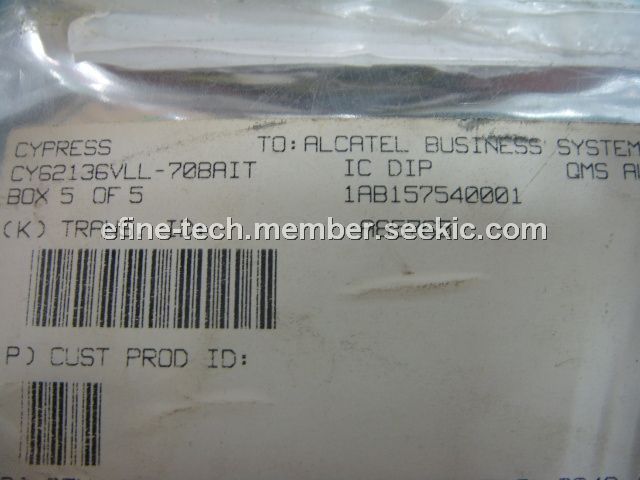 CYPRESS TO: ALCATEL BUSINESS SYSTEM
CY62136VLL-70BAIT IC DIP QMS
BOX 5 OF 5 1AB157540001
(K) TRANS
efine-tech.member.seekic.com
P) CUST PROD ID: